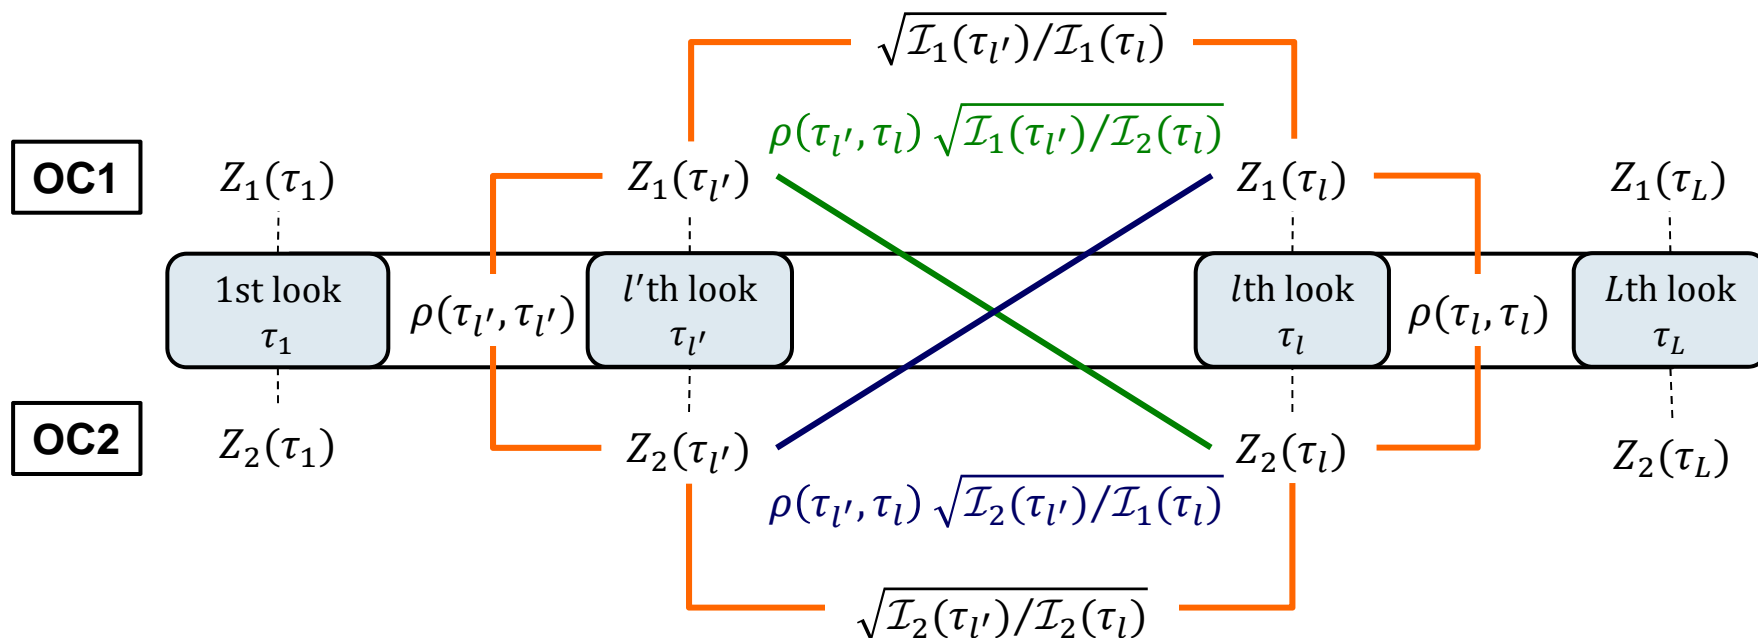 √ℐ₁(τ_l′)/ℐ₁(τ_l)
ρ(τ_l′, τ_l) √ℐ₁(τ_l′)/ℐ₂(τ_l)
OC1 Z₁(τ₁) Z₁(τ_l′) Z₁(τ_l) Z₁(τ_L)
1st look l′th look lth look Lth look
ρ(τ_l′, τ_l′) ρ(τ_l, τ_l)
τ₁ τ_l′ τ_l τ_L
OC2 Z₂(τ₁) Z₂(τ_l′) Z₂(τ_l) Z₂(τ_L)
ρ(τ_l′, τ_l) √ℐ₂(τ_l′)/ℐ₁(τ_l)
√ℐ₂(τ_l′)/ℐ₂(τ_l)